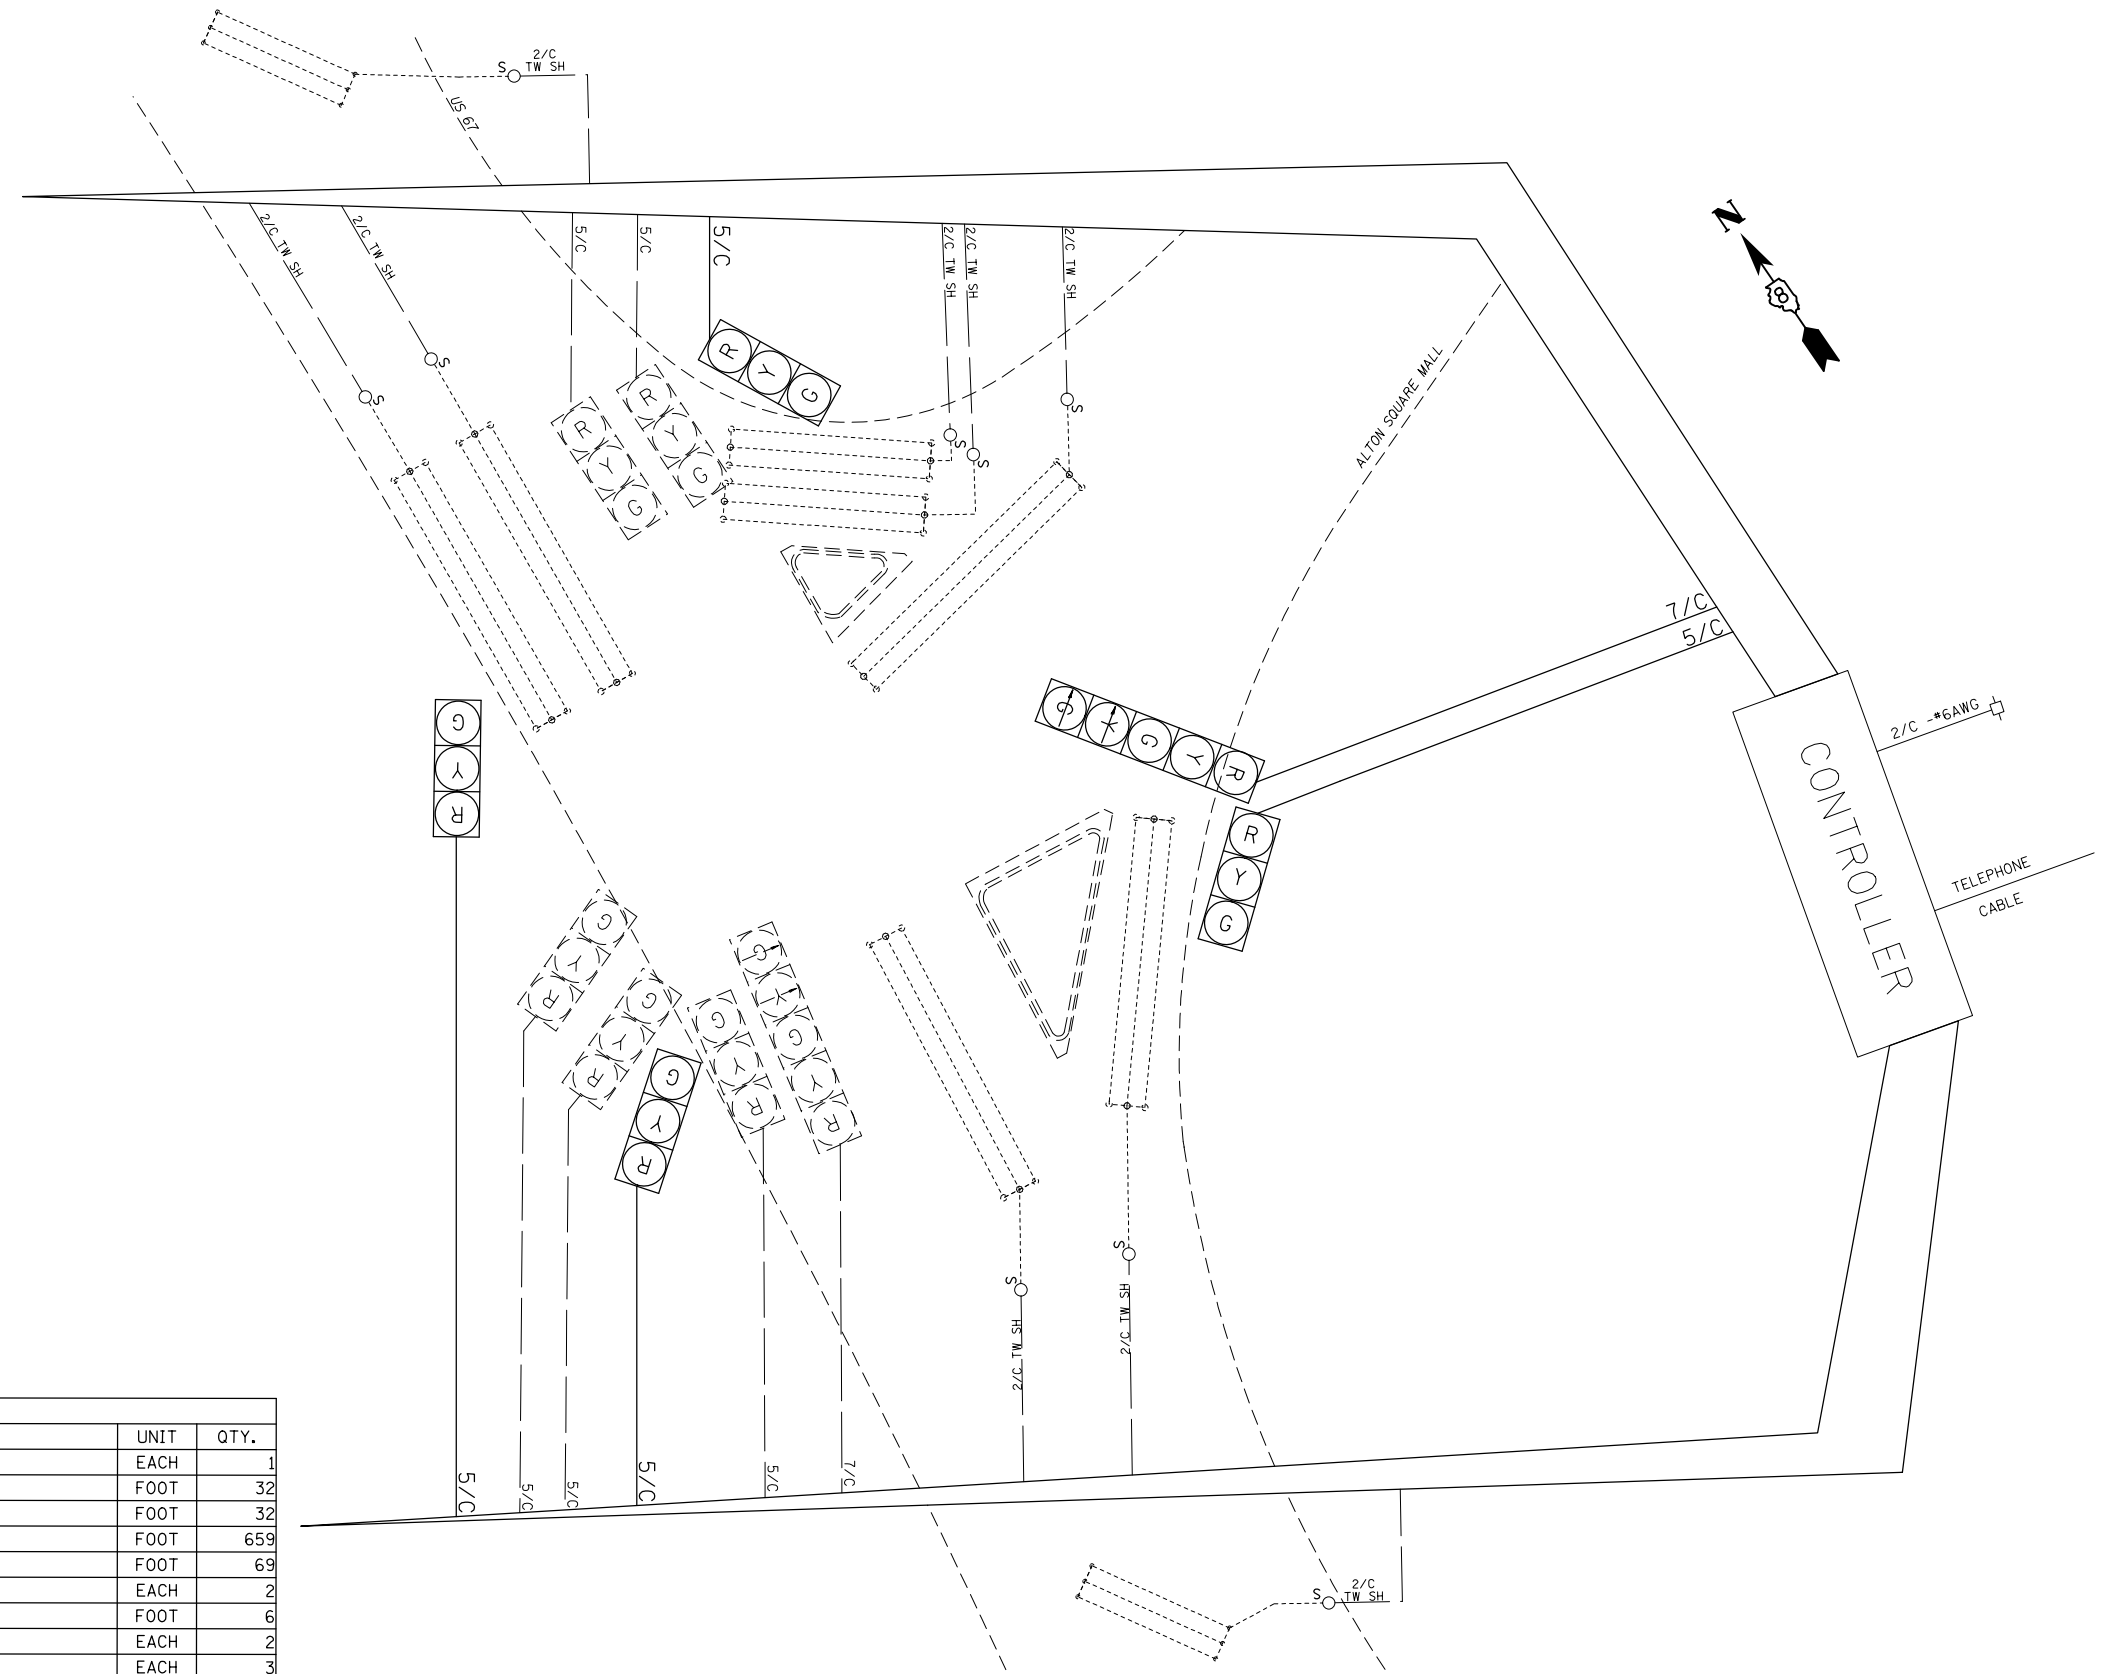 2/C
S TW SH
US 67
2/C TW SH
2/C TW SH
5/C
5/C
5/C
2/C TW SH
2/C TW SH
2/C TW SH
N
8
S
S
S
S
S
R
Y
G
R
Y
G
R
Y
G
ALTON SQUARE MALL
7/C
5/C
G
Y
R
G Y G Y R
R
Y
G
2/C -#6AWG
CONTROLLER
TELEPHONE
CABLE
G
Y
R
G
Y
R
G
Y
R
G
Y
R
G
Y
G
Y
R
S
S
2/C TW SH
2/C TW SH
5/C
5/C
5/C
5/C
5/C
7/C
2/C
S TW SH
UNIT QTY.
EACH 1
FOOT 32
FOOT 32
FOOT 659
FOOT 69
EACH 2
FOOT 6
EACH 2
EACH 3